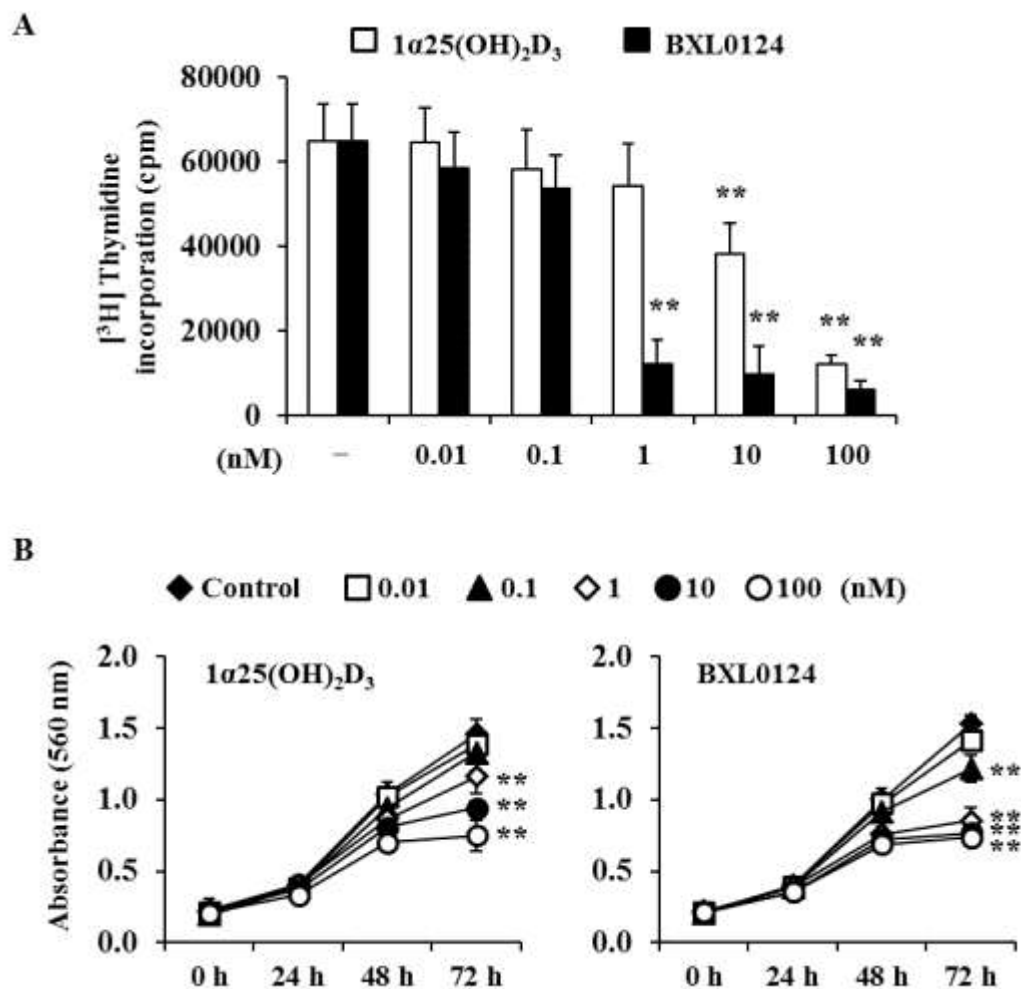 A
1α25(OH)₂D₃ BXL0124
[³H] Thymidine
incorporation (cpm)
80000
60000
40000
20000
0
**
** **
** **
(nM) – 0.01 0.1 1 10 100
B
Control 0.01 0.1 1 10 100 (nM)
Absorbance (560 nm)
2.0
1.5
1.0
0.5
0.0
1α25(OH)₂D₃
**
**
**
0 h 24 h 48 h 72 h
2.0
1.5
1.0
0.5
0.0
BXL0124
**
**
**
**
0 h 24 h 48 h 72 h